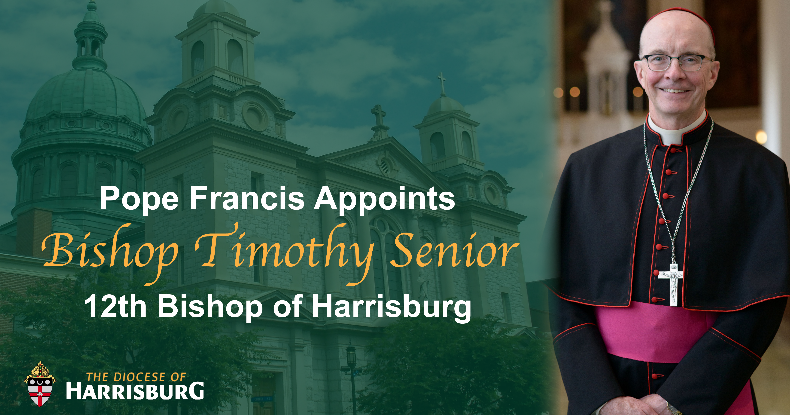 Pope Francis Appoints
Bishop Timothy Senior
12th Bishop of Harrisburg
THE DIOCESE OF
HARRISBURG